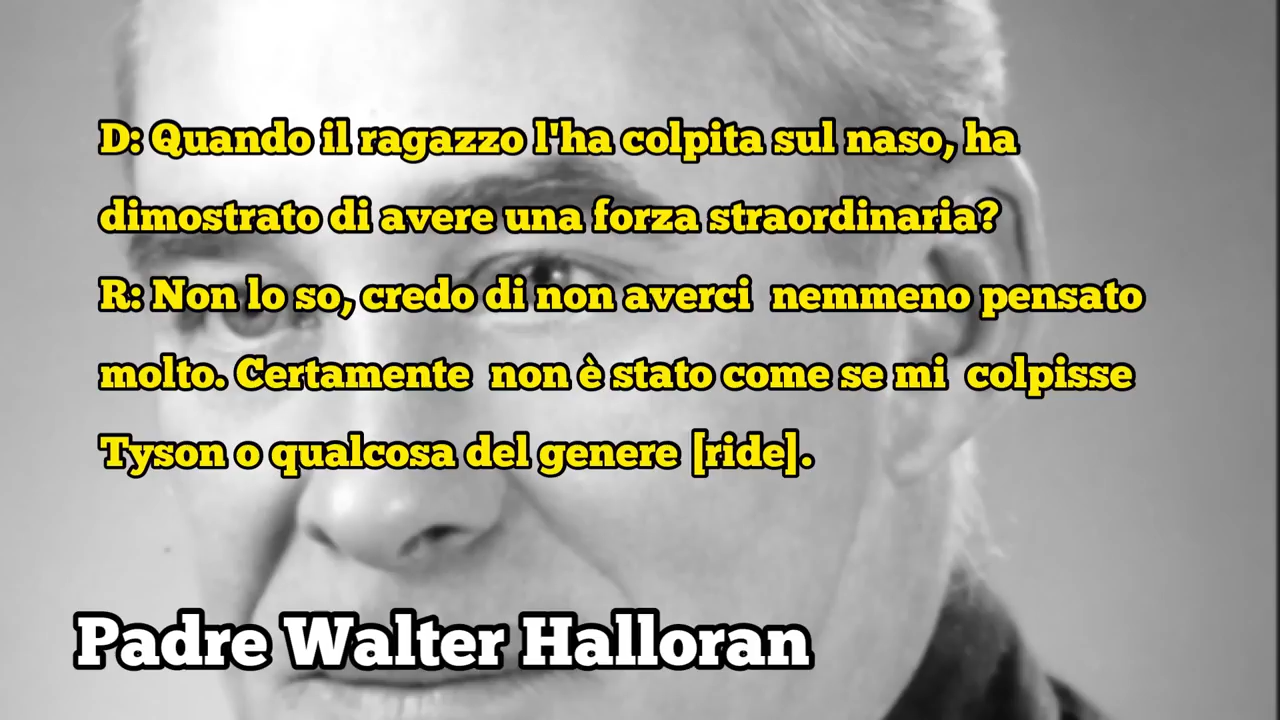 D: Quando il ragazzo l'ha colpita sul naso, ha
dimostrato di avere una forza straordinaria?
R: Non lo so, credo di non averci nemmeno pensato
molto. Certamente non è stato come se mi colpisse
Tyson o qualcosa del genere [ride].
Padre Walter Halloran